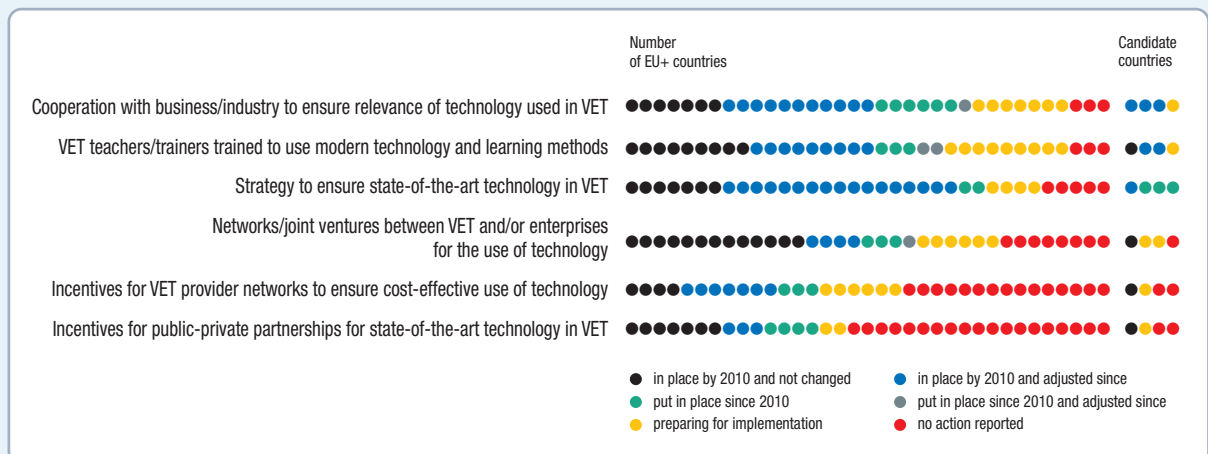 Number
of EU+ countries
Candidate
countries
Cooperation with business/industry to ensure relevance of technology used in VET
VET teachers/trainers trained to use modern technology and learning methods
Strategy to ensure state-of-the-art technology in VET
Networks/joint ventures between VET and/or enterprises
for the use of technology
Incentives for VET provider networks to ensure cost-effective use of technology
Incentives for public-private partnerships for state-of-the-art technology in VET
in place by 2010 and not changed
in place by 2010 and adjusted since
put in place since 2010
put in place since 2010 and adjusted since
preparing for implementation
no action reported